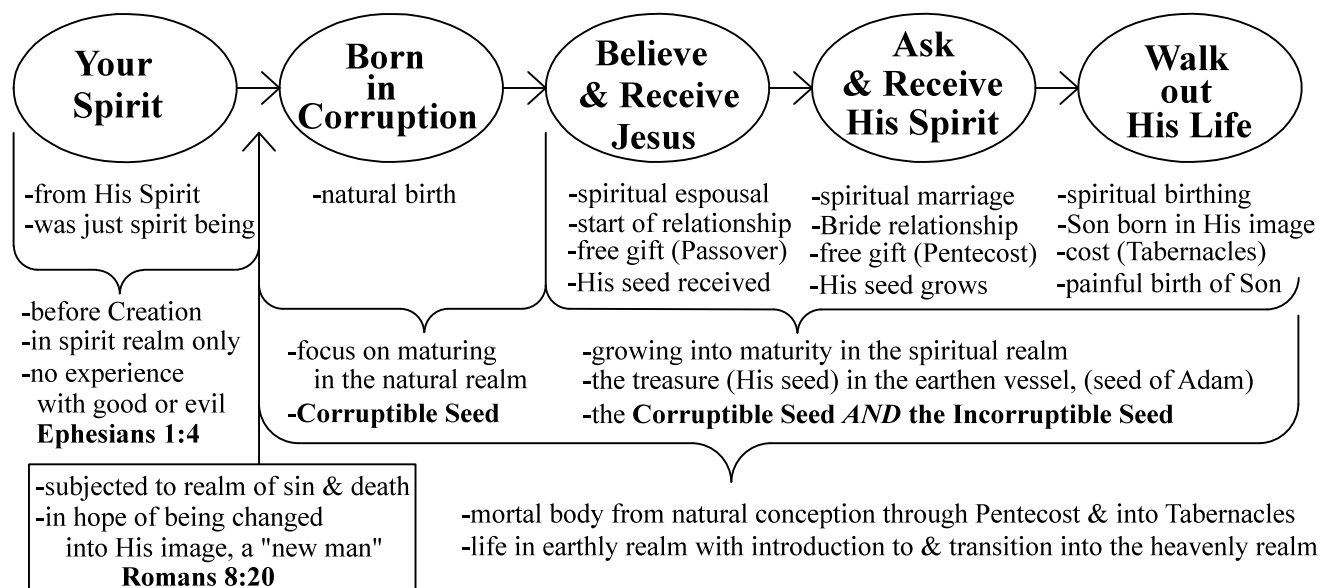 Your
Spirit
Born
in
Corruption
Believe
& Receive
Jesus
Ask
& Receive
His Spirit
Walk
out
His Life
-from His Spirit
-was just spirit being
-natural birth
-spiritual espousal
-start of relationship
-free gift (Passover)
-His seed received
-spiritual marriage
-Bride relationship
-free gift (Pentecost)
-His seed grows
-spiritual birthing
-Son born in His image
-cost (Tabernacles)
-painful birth of Son
-before Creation
-in spirit realm only
-no experience
with good or evil
Ephesians 1:4
-focus on maturing
in the natural realm
-Corruptible Seed
-growing into maturity in the spiritual realm
-the treasure (His seed) in the earthen vessel, (seed of Adam)
-the Corruptible Seed AND the Incorruptible Seed
-subjected to realm of sin & death
-in hope of being changed
into His image, a "new man"
Romans 8:20
-mortal body from natural conception through Pentecost & into Tabernacles
-life in earthly realm with introduction to & transition into the heavenly realm